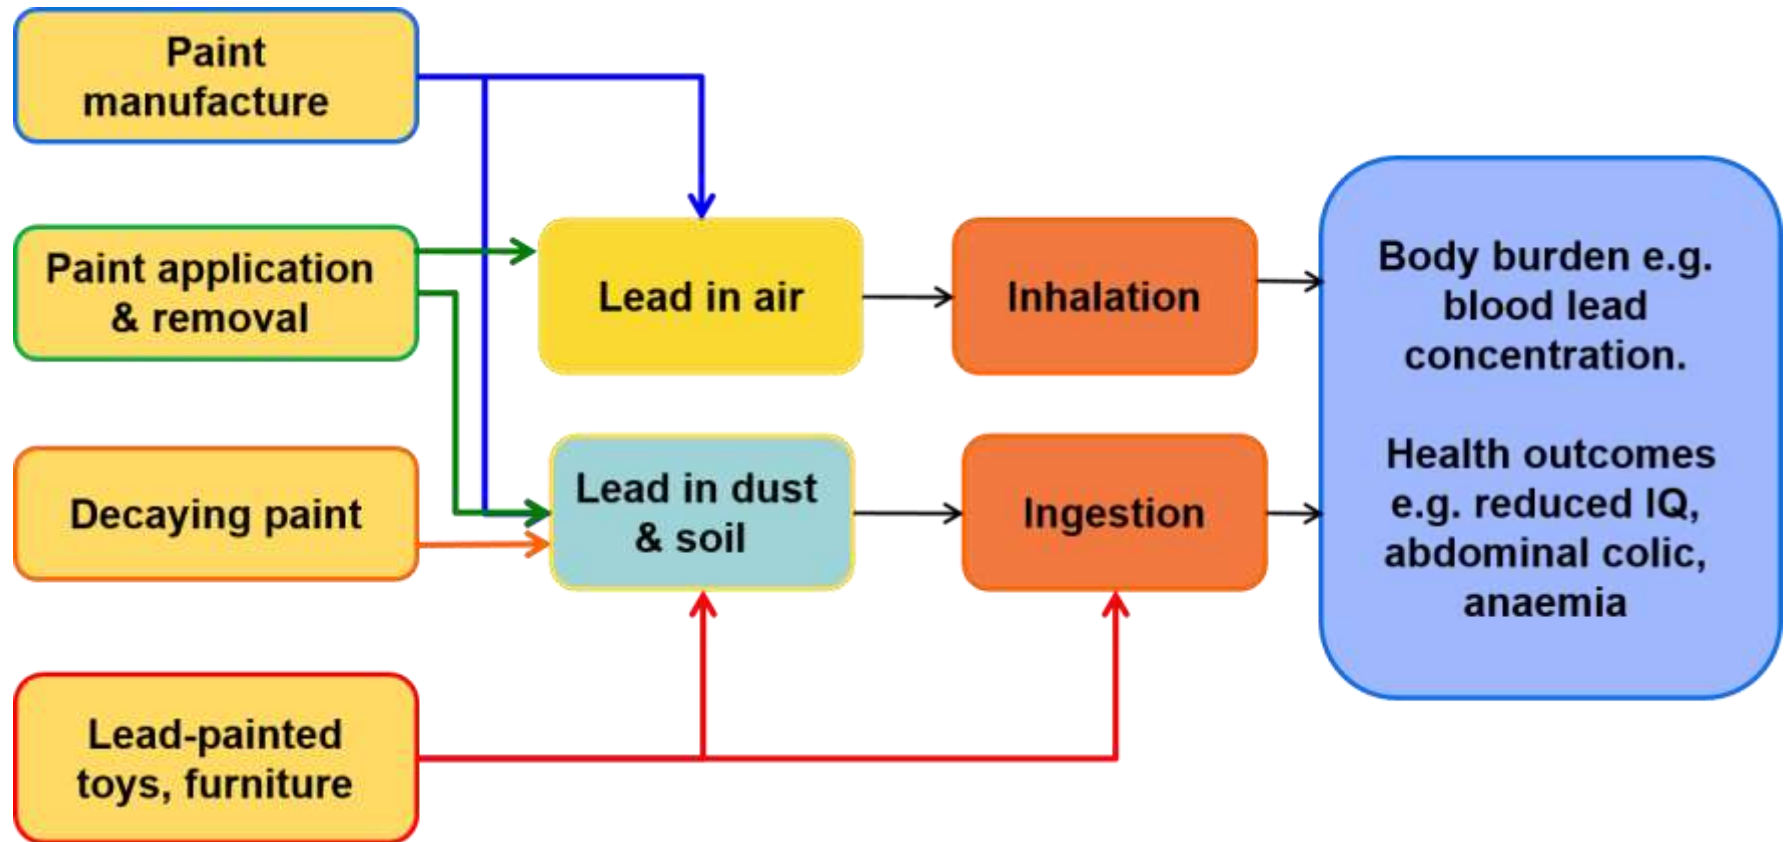 Paint
manufacture
Paint application
& removal
Decaying paint
Lead-painted
toys, furniture
Lead in air
Lead in dust
& soil
Inhalation
Ingestion
Body burden e.g.
blood lead
concentration.
Health outcomes
e.g. reduced IQ,
abdominal colic,
anaemia